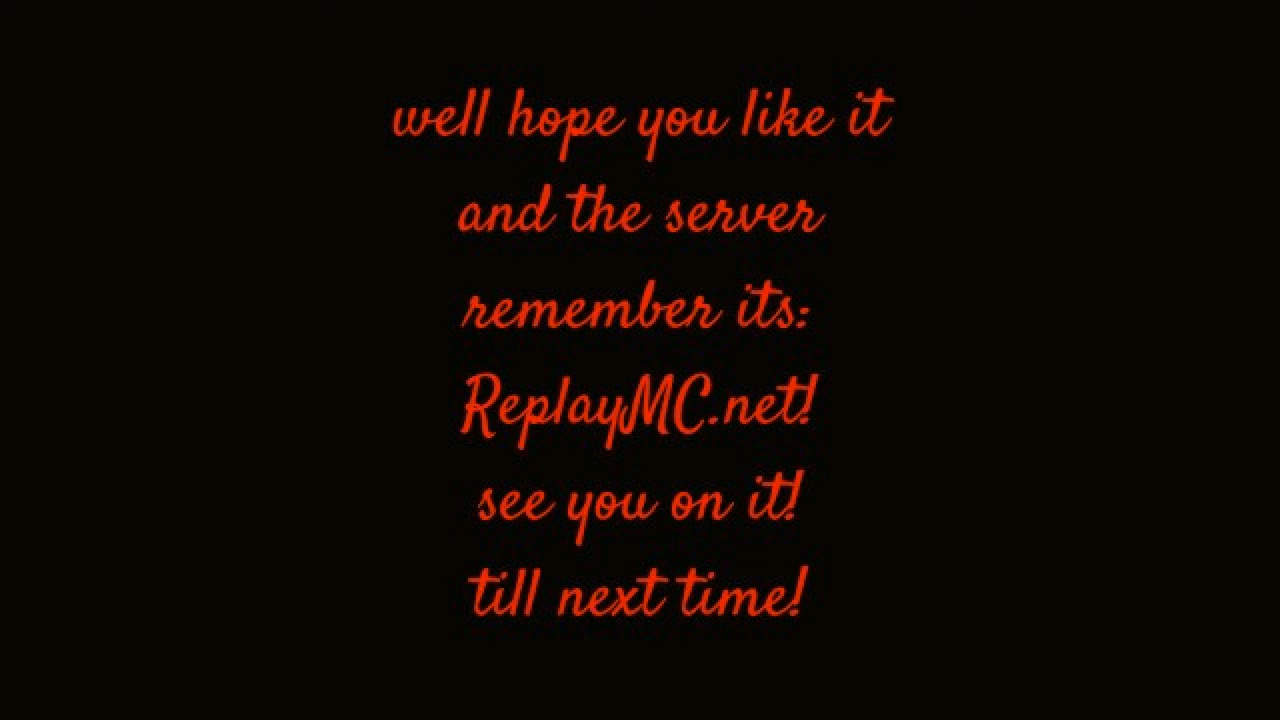 well hope you like it
and the server
remember its:
ReplayMC.net!
see you on it!
till next time!